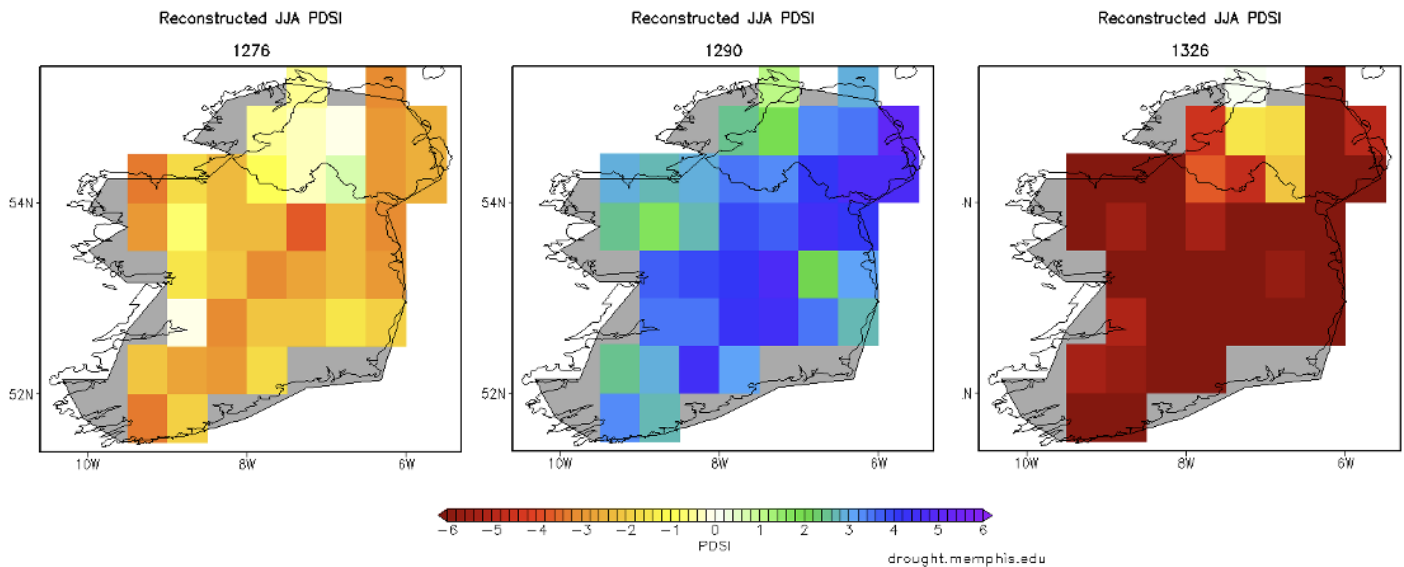 Reconstructed JJA PDSI
1276
54N
52N
10W 8W 6W
Reconstructed JJA PDSI
1290
10W 8W 6W
Reconstructed JJA PDSI
1326
N
N
10W 8W 6W
−6 −5 −4 −3 −2 −1 0 1 2 3 4 5 6
PDSI
drought.memphis.edu